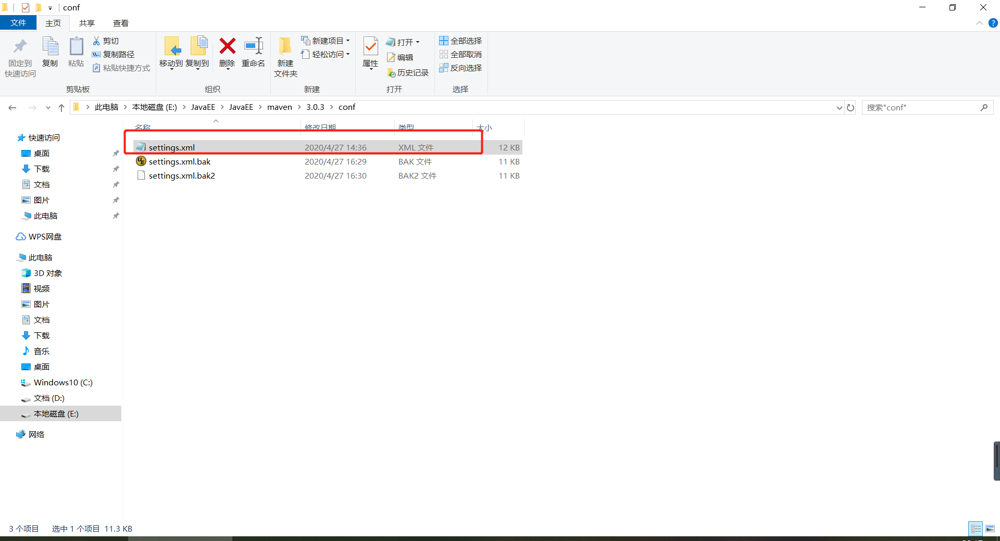 conf
文件 主页 共享 查看
固定到快速访问
复制
粘贴
剪切
复制路径
粘贴快捷方式
剪贴板
移动到
复制到
删除
重命名
组织
新建文件夹
新建项目
轻松访问
新建
属性
打开
编辑
历史记录
打开
全部选择
全部取消
反向选择
选择
此电脑 本地磁盘 (E:) JavaEE JavaEE maven 3.0.3 conf
搜索"conf"
名称 修改日期 类型 大小
settings.xml 2020/4/27 14:36 XML 文件 12 KB
settings.xml.bak 2020/4/27 16:29 BAK 文件 11 KB
settings.xml.bak2 2020/4/27 16:30 BAK2 文件 11 KB
快速访问
桌面
下载
文档
图片
此电脑
WPS网盘
此电脑
3D 对象
视频
图片
文档
下载
音乐
桌面
Windows10 (C:)
文档 (D:)
本地磁盘 (E:)
网络
3 个项目 选中 1 个项目 11.3 KB